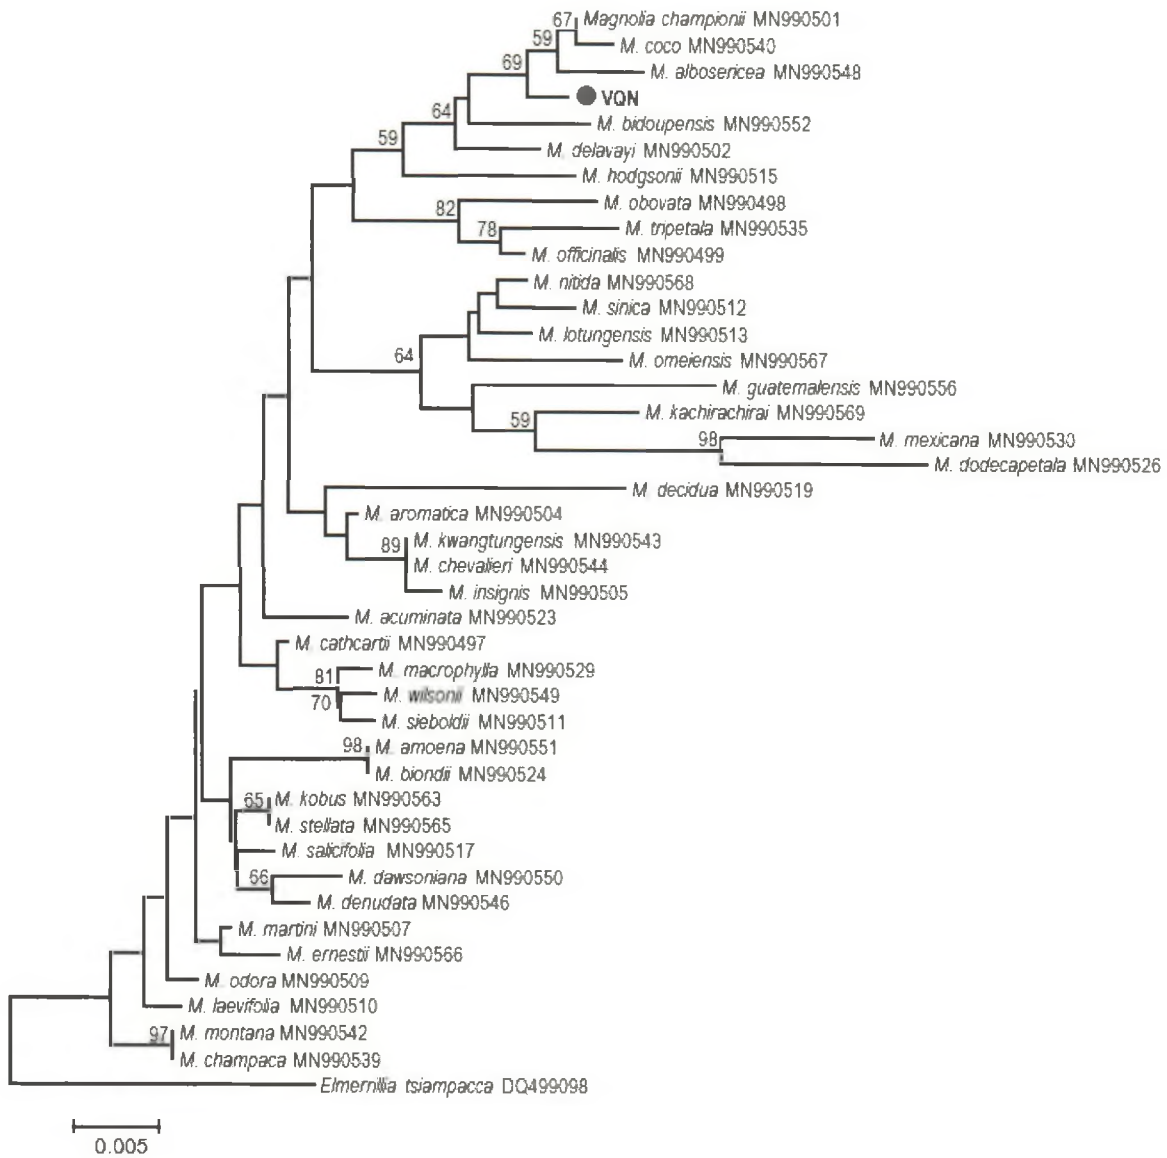 67 Magnolia championii MN990501
59 M. coco MN990540
69 M. albosericea MN990548
VQN
64 M. bidoupensis MN990552
59 M. delavayi MN990502
M. hodgsonii MN990515
82 M. obovata MN990498
78 M. tripetala MN990535
M. officinalis MN990499
M. nitida MN990568
M. sinica MN990512
M. lotungensis MN990513
64 M. omeiensis MN990567
M. guatemalensis MN990556
59 M. kachirachirai MN990569
98 M. mexicana MN990530
M. dodecapetala MN990526
M. decidua MN990519
M. aromatica MN990504
89 M. kwangtungensis MN990543
M. chevalieri MN990544
M. insignis MN990505
M. acuminata MN990523
M. cathcartii MN990497
81 M. macrophylla MN990529
70 M. wilsonii MN990549
M. sieboldii MN990511
98 M. amoena MN990551
M. biondii MN990524
65 M. kobus MN990563
M. stellata MN990565
M. salicifolia MN990517
66 M. dawsoniana MN990550
M. denudata MN990546
M. martini MN990507
M. ernestii MN990566
M. odora MN990509
M. laevifolia MN990510
97 M. montana MN990542
M. champaca MN990539
Elmerrillia tsiampacca DQ499098
0.005